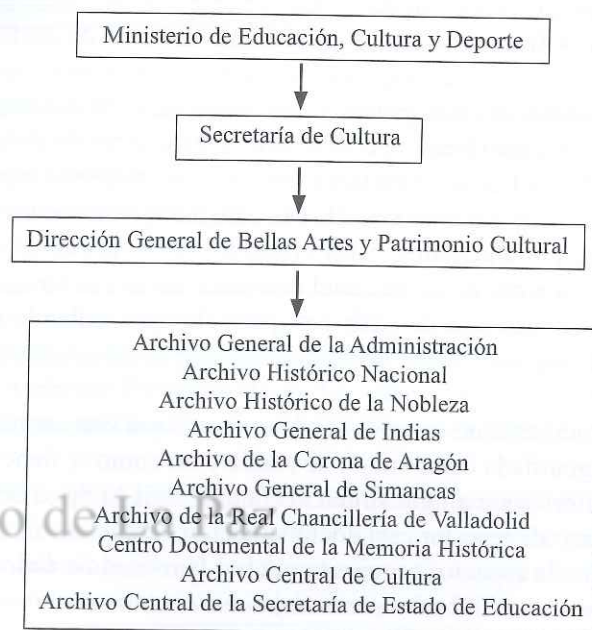 Ministerio de Educación, Cultura y Deporte
Secretaría de Cultura
Dirección General de Bellas Artes y Patrimonio Cultural
Archivo General de la Administración
Archivo Histórico Nacional
Archivo Histórico de la Nobleza
Archivo General de Indias
Archivo de la Corona de Aragón
Archivo General de Simancas
o de La Paz
Archivo de la Real Chancillería de Valladolid
Centro Documental de la Memoria Histórica
Archivo Central de Cultura
Archivo Central de la Secretaría de Estado de Educación